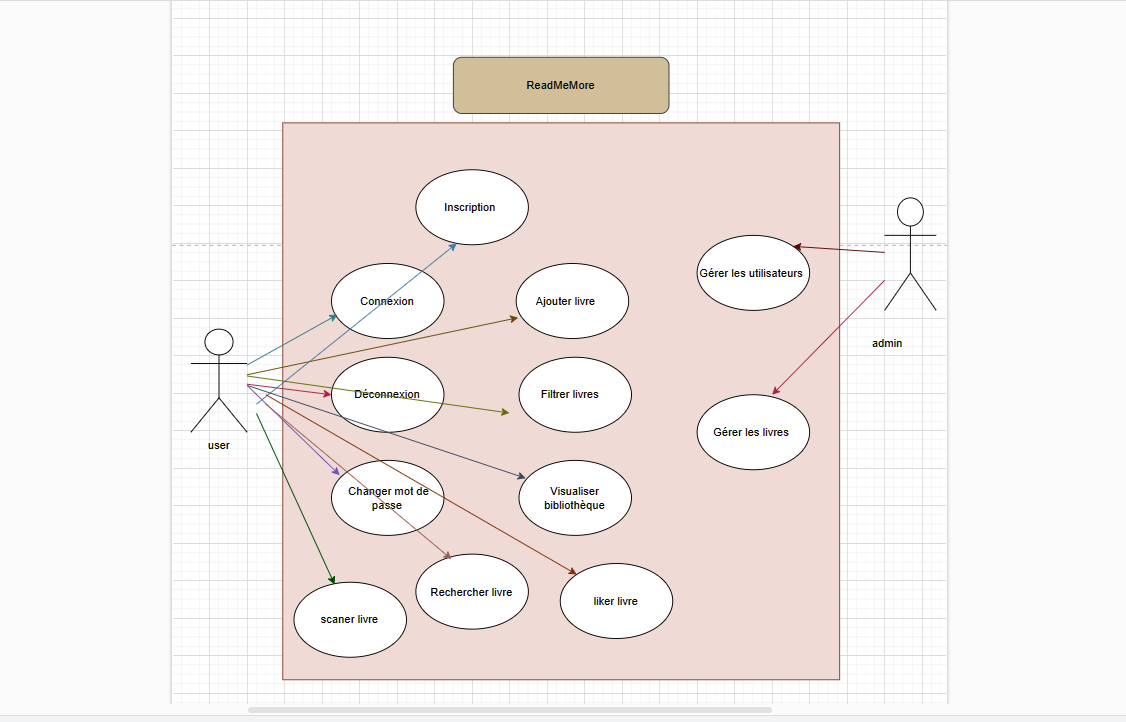 ReadMeMore
Inscription
Connexion
Ajouter livre
Gérer les utilisateurs
admin
Déconnexion
Filtrer livres
user
Gérer les livres
Changer mot de
passe
Visualiser
bibliothèque
Rechercher livre
liker livre
scaner livre